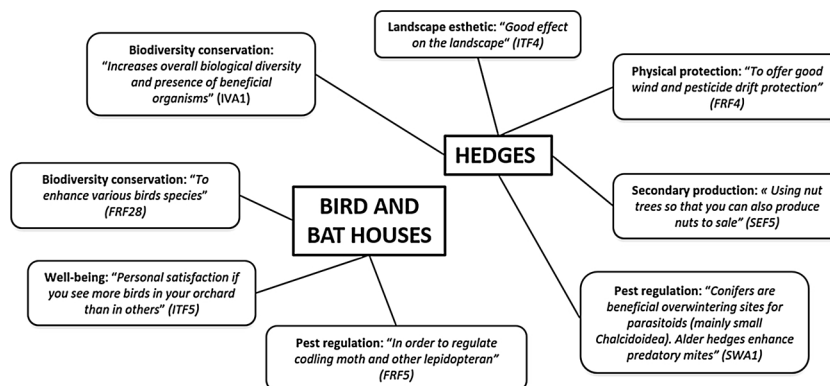 Landscape esthetic: “Good effect
on the landscape“ (ITF4)
Biodiversity conservation:
“Increases overall biological diversity
and presence of beneficial
organisms” (IVA1)
Physical protection: “To offer good
wind and pesticide drift protection”
(FRF4)
HEDGES
Biodiversity conservation: “To
enhance various birds species”
(FRF28)
BIRD AND
BAT HOUSES
Secondary production: « Using nut
trees so that you can also produce
nuts to sale” (SEF5)
Well-being: “Personal satisfaction if
you see more birds in your orchard
than in others” (ITF5)
Pest regulation: “Conifers are
beneficial overwintering sites for
parasitoids (mainly small
Chalcidoidea). Alder hedges enhance
predatory mites” (SWA1)
Pest regulation: “In order to regulate
codling moth and other lepidopteran”
(FRF5)